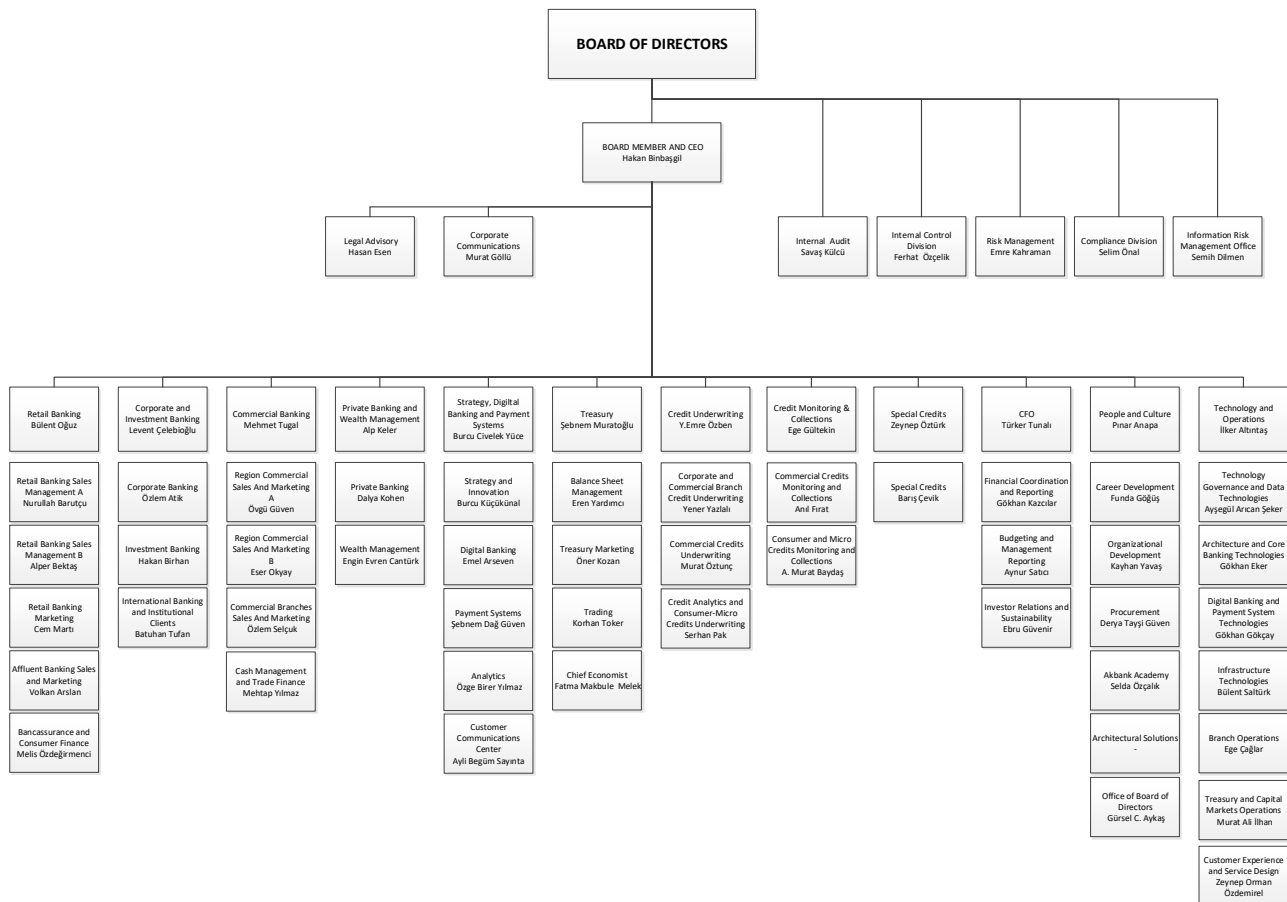 BOARD OF DIRECTORS
BOARD MEMBER AND CEO
Hakan Binbaşgil
Legal Advisory
Hasan Esen
Corporate
Communications
Murat Göllü
Internal Audit
Savaş Külcü
Internal Control
Division
Ferhat Özçelik
Risk Management
Emre Kahraman
Compliance Division
Selim Önal
Information Risk
Management Office
Semih Dilmen
Retail Banking
Bülent Oğuz
Corporate and
Investment Banking
Levent Çelebioğlu
Commercial Banking
Mehmet Tugal
Private Banking and
Wealth Management
Alp Keler
Strategy, Digiltal
Banking and Payment
Systems
Burcu Civelek Yüce
Treasury
Şebnem Muratoğlu
Credit Underwriting
Y.Emre Özben
Credit Monitoring &
Collections
Ege Gültekin
Special Credits
Zeynep Öztürk
CFO
Türker Tunalı
People and Culture
Pınar Anapa
Technology and
Operations
İlker Altıntaş
Retail Banking Sales
Management A
Nurullah Barutçu
Retail Banking Sales
Management B
Alper Bektaş
Retail Banking
Marketing
Cem Martı
Affluent Banking Sales
and Marketing
Volkan Arslan
Bancassurance and
Consumer Finance
Melis Özdeğirmenci
Corporate Banking
Özlem Atik
Investment Banking
Hakan Birhan
International Banking
and Institutional
Clients
Batuhan Tufan
Region Commercial
Sales And Marketing
A
Övgü Güven
Region Commercial
Sales And Marketing
B
Eser Okyay
Commercial Branches
Sales And Marketing
Özlem Selçuk
Cash Management
and Trade Finance
Mehtap Yılmaz
Private Banking
Dalya Kohen
Wealth Management
Engin Evren Cantürk
Strategy and
Innovation
Burcu Küçükünal
Digital Banking
Emel Arseven
Payment Systems
Şebnem Dağ Güven
Analytics
Özge Birer Yılmaz
Customer
Communications
Center
Ayli Begüm Sayınta
Balance Sheet
Management
Eren Yardımcı
Treasury Marketing
Öner Kozan
Trading
Korhan Toker
Chief Economist
Fatma Makbule Melek
Corporate and
Commercial Branch
Credit Underwriting
Yener Yazlalı
Commercial Credits
Underwriting
Murat Öztunç
Credit Analytics and
Consumer-Micro
Credits Underwriting
Serhan Pak
Commercial Credits
Monitoring and
Collections
Anıl Fırat
Consumer and Micro
Credits Monitoring and
Collections
A. Murat Baydaş
Special Credits
Barış Çevik
Financial Coordination
and Reporting
Gökhan Kazcılar
Budgeting and
Management
Reporting
Aynur Satıcı
Investor Relations and
Sustainability
Ebru Güvenir
Career Development
Funda Göğüş
Organizational
Development
Kayhan Yavaş
Procurement
Derya Tayşi Güven
Akbank Academy
Selda Özçalık
Architectural Solutions
-
Office of Board of
Directors
Gürsel C. Aykaş
Technology
Governance and Data
Technologies
Ayşegül Arıcan Şeker
Architecture and Core
Banking Technologies
Gökhan Eker
Digital Banking and
Payment System
Technologies
Gökhan Gökçay
Infrastructure
Technologies
Bülent Saltürk
Branch Operations
Ege Çağlar
Treasury and Capital
Markets Operations
Murat Ali İlhan
Customer Experience
and Service Design
Zeynep Orman
Özdemirel